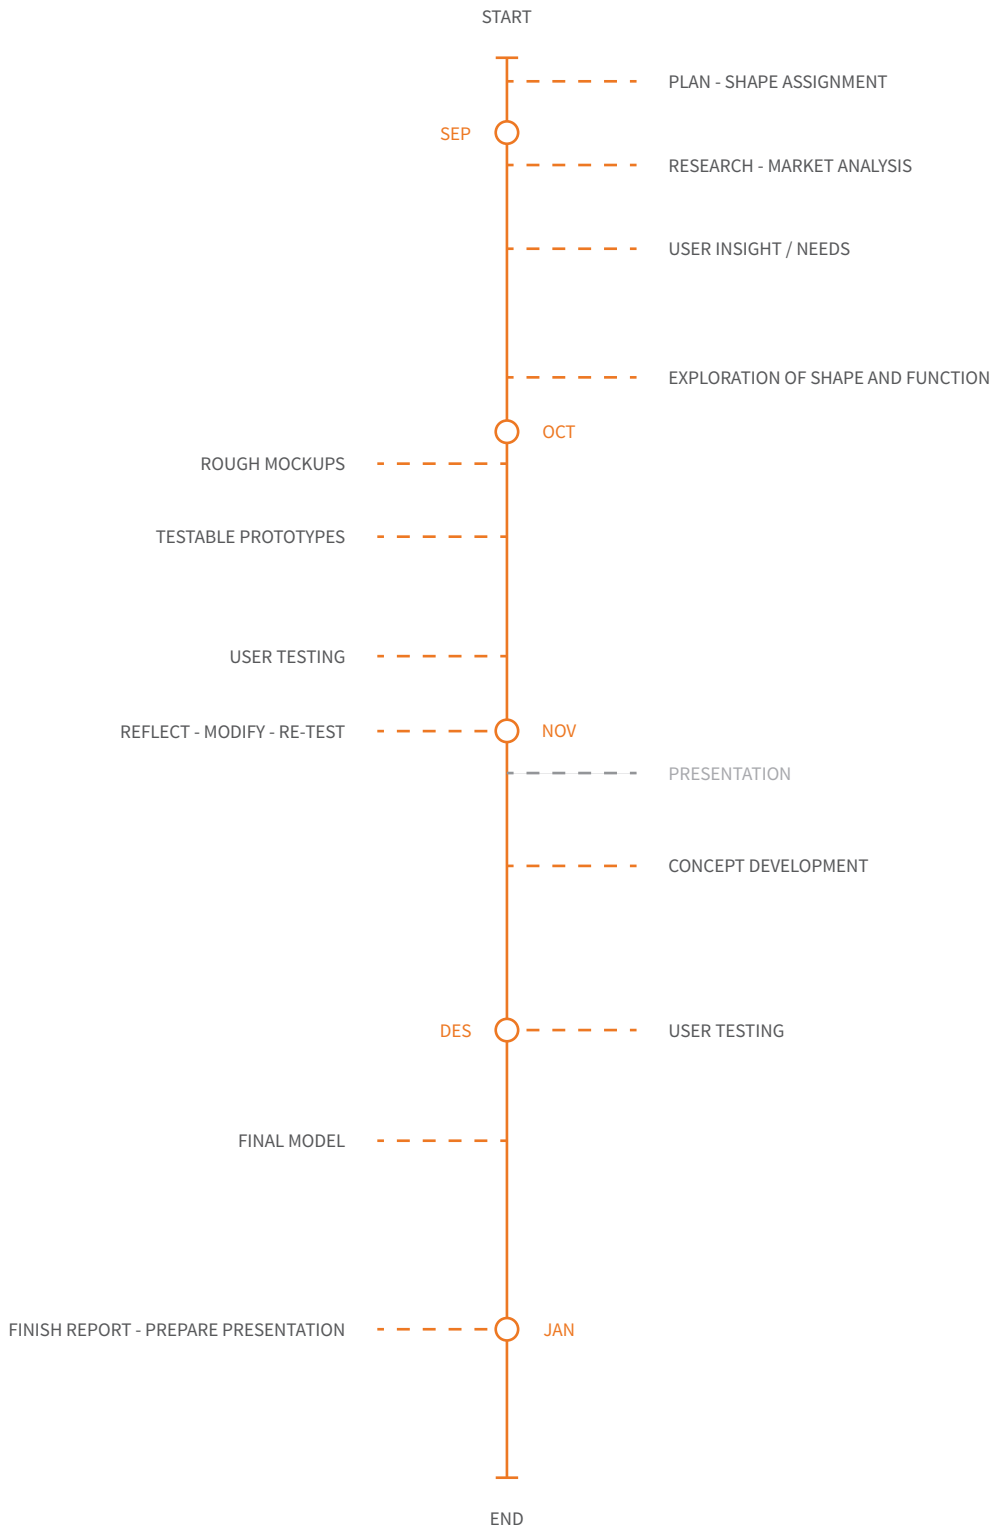 START
PLAN - SHAPE ASSIGNMENT
SEP
RESEARCH - MARKET ANALYSIS
USER INSIGHT / NEEDS
EXPLORATION OF SHAPE AND FUNCTION
OCT
ROUGH MOCKUPS
TESTABLE PROTOTYPES
USER TESTING
REFLECT - MODIFY - RE-TEST
NOV
PRESENTATION
CONCEPT DEVELOPMENT
DES
USER TESTING
FINAL MODEL
FINISH REPORT - PREPARE PRESENTATION
JAN
END